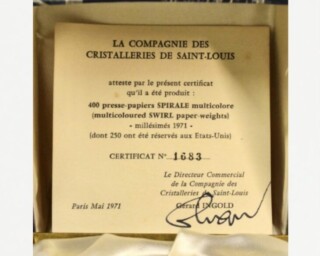 LA COMPAGNIE DES
CRISTALLERIES DE SAINT-LOUIS
atteste par le présent certificat
qu'il a été produit :
400 presse-papiers SPIRALE multicolore
(multicoloured SWIRL paper-weights)
- millésimés 1971 -
(dont 250 ont été réservés aux Etats-Unis)
CERTIFICAT N° 1683
Le Directeur Commercial
de la Compagnie des
Cristalleries de Saint-Louis
Paris Mai 1971
Gérard INGOLD